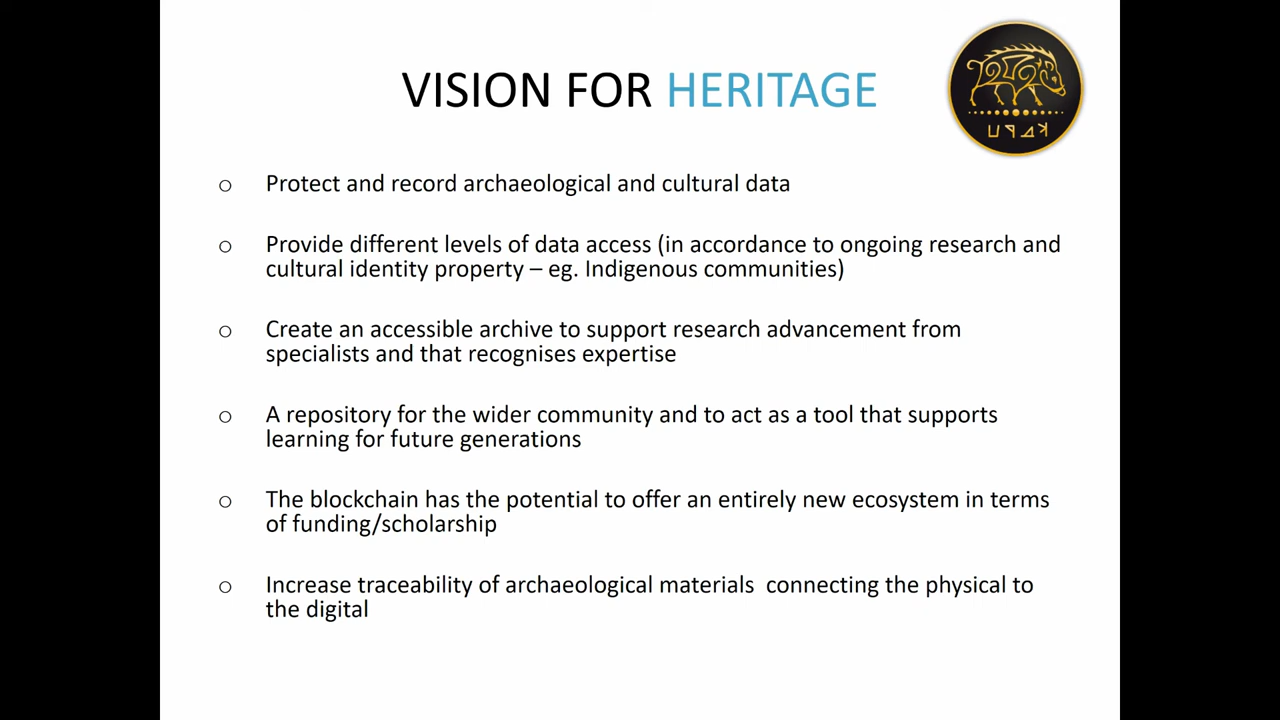 VISION FOR HERITAGE
o Protect and record archaeological and cultural data
o Provide different levels of data access (in accordance to ongoing research and
cultural identity property – eg. Indigenous communities)
o Create an accessible archive to support research advancement from
specialists and that recognises expertise
o A repository for the wider community and to act as a tool that supports
learning for future generations
o The blockchain has the potential to offer an entirely new ecosystem in terms
of funding/scholarship
o Increase traceability of archaeological materials  connecting the physical to
the digital